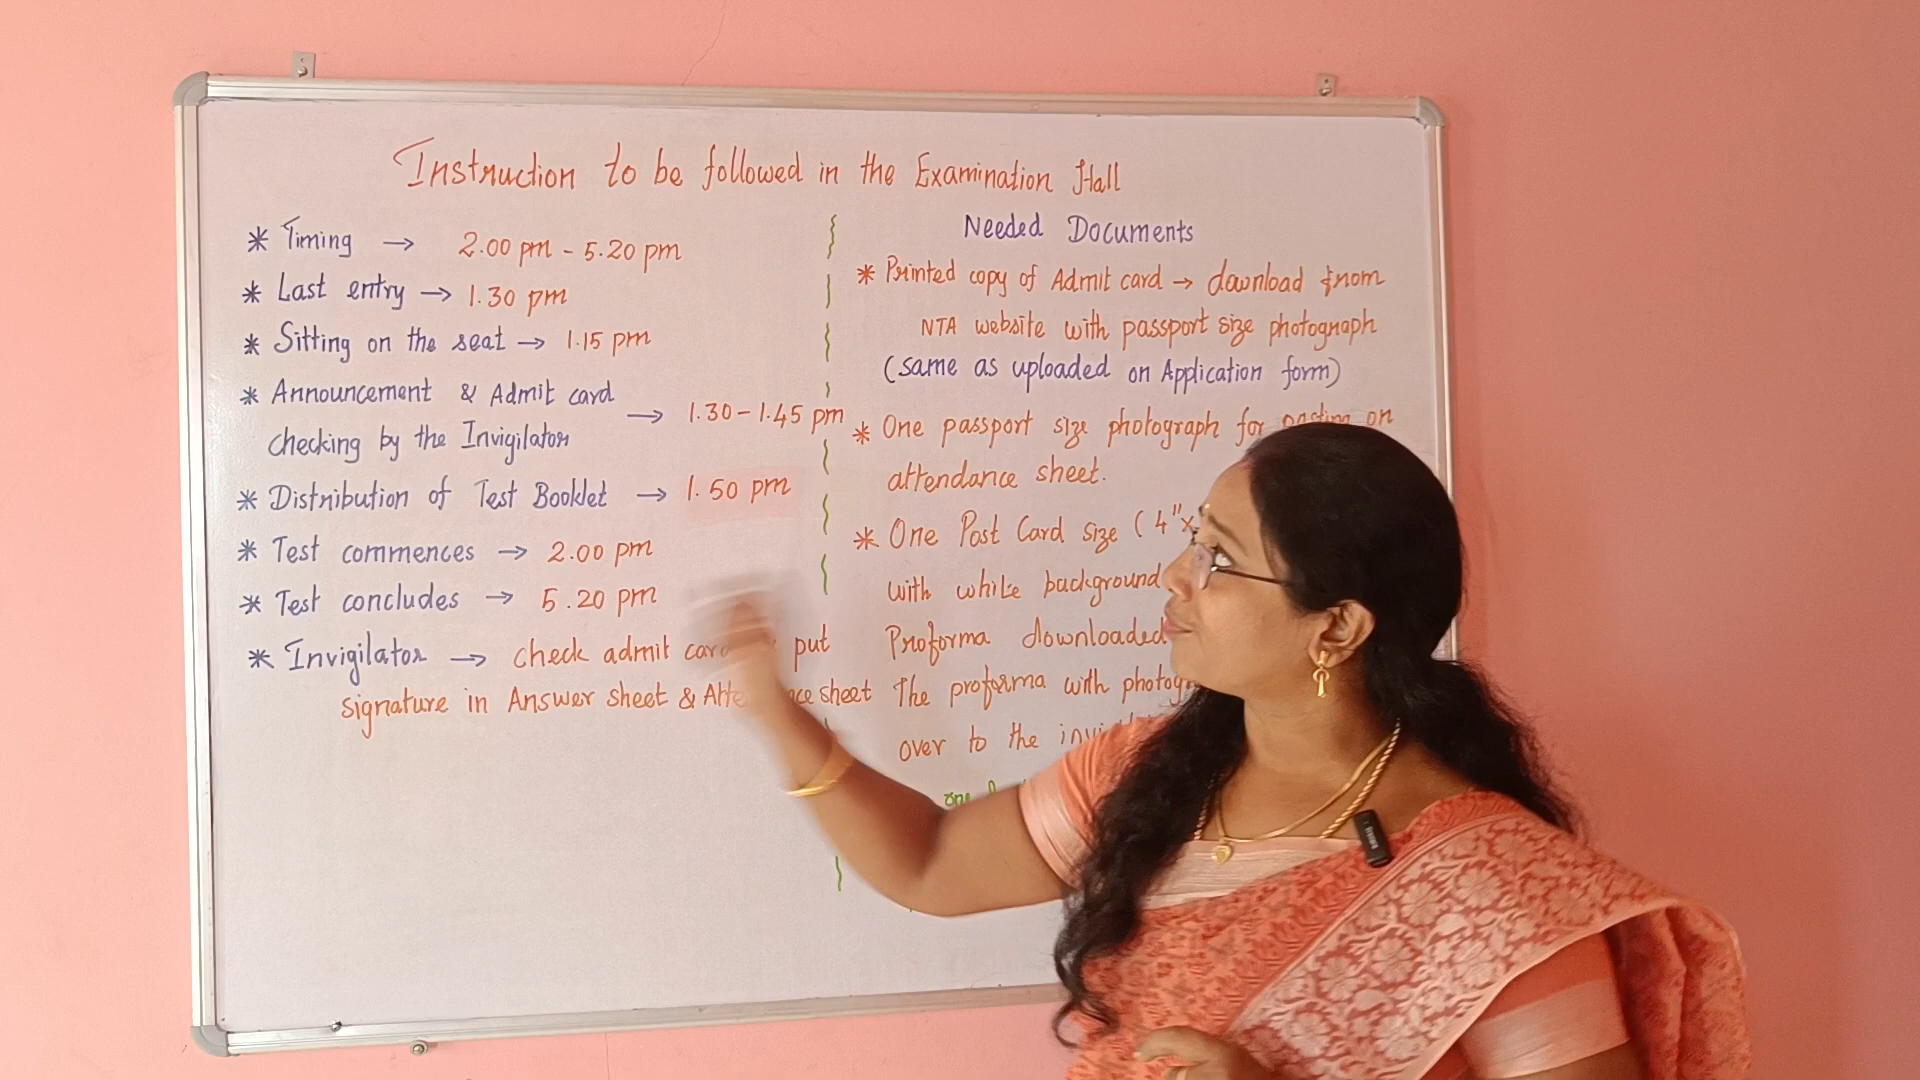 Instruction to be followed in the Examination Hall
* Timing → 2.00 pm - 5.20 pm
* Last entry → 1.30 pm
* Sitting on the seat → 1.15 pm
* Announcement & Admit card
checking by the Invigilator → 1.30 - 1.45 pm
* Distribution of Test Booklet → 1.50 pm
* Test commences → 2.00 pm
* Test concludes → 5.20 pm
* Invigilator → check admit card put
signature in Answer sheet & sheet
Needed Documents
* Printed copy of Admit card → download from
NTA website with passport size photograph
(same as uploaded on Application form)
* One passport size photograph for pasting on
attendance sheet.
* One Post Card size (4"x
with white background
Proforma downloaded
The proforma with
over to the